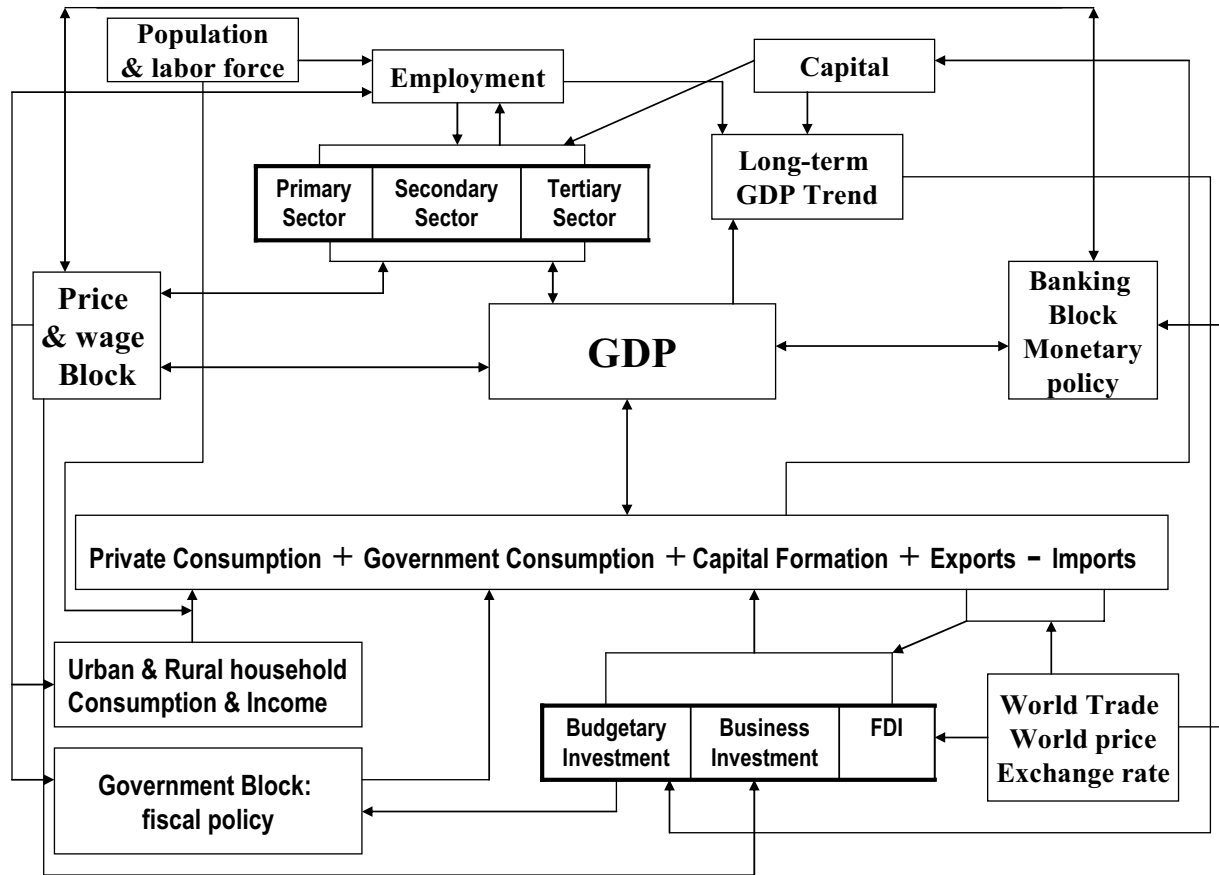 Population
& labor force
Employment
Capital
Long-term
GDP Trend
Primary
Sector
Secondary
Sector
Tertiary
Sector
Price
& wage
Block
GDP
Banking
Block
Monetary
policy
Private Consumption + Government Consumption + Capital Formation + Exports − Imports
Urban & Rural household
Consumption & Income
Budgetary
Investment
Business
Investment
FDI
World Trade
World price
Exchange rate
Government Block:
fiscal policy